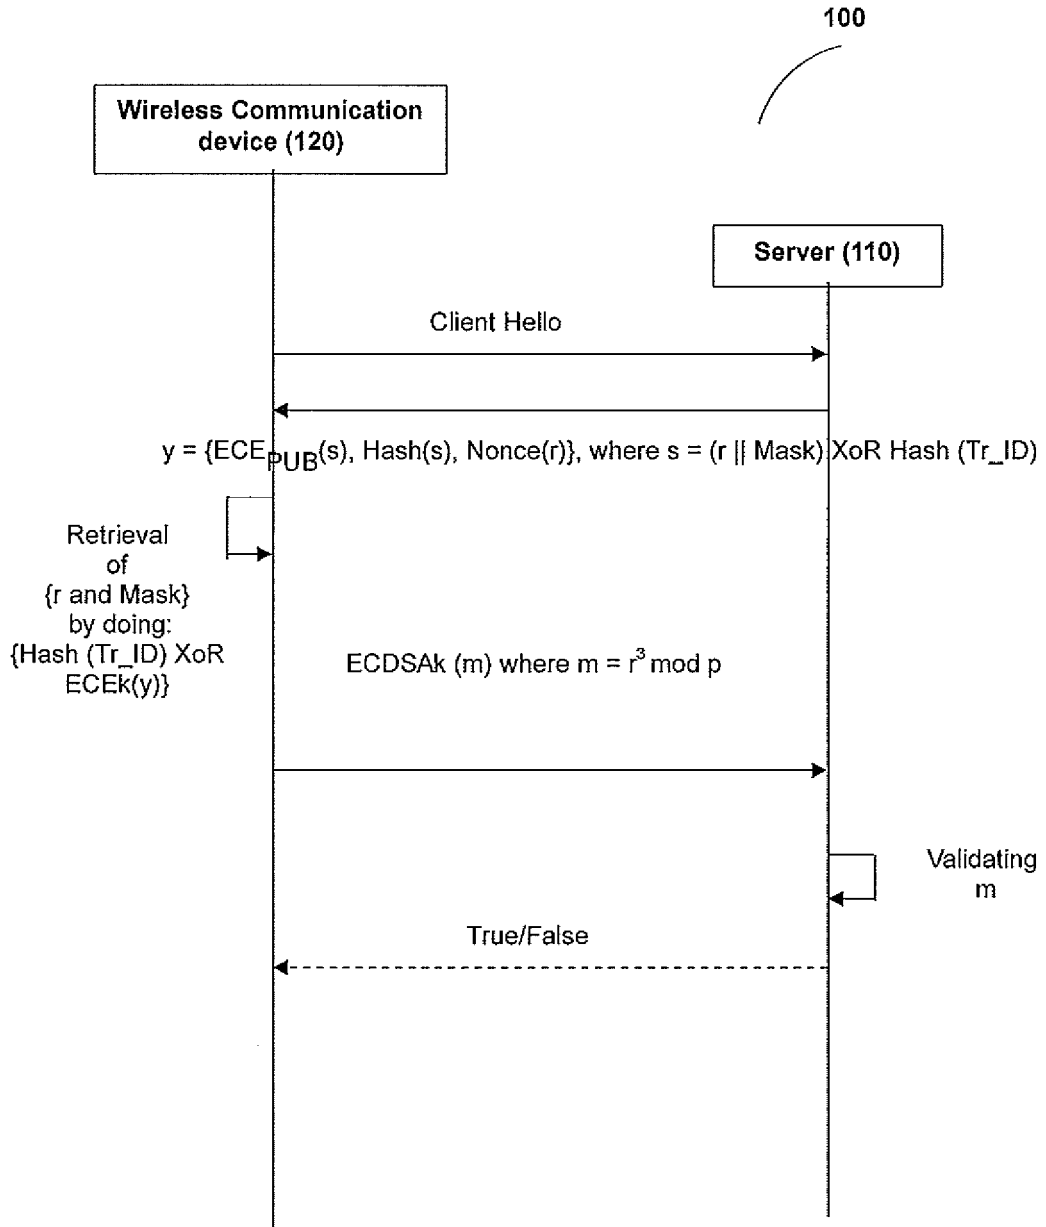 100
Wireless Communication
device (120)
Server (110)
Client Hello
y = {ECE_PUB(s), Hash(s), Nonce(r)}, where s = (r || Mask) XoR Hash (Tr_ID)
Retrieval
of
{r and Mask}
by doing:
{Hash (Tr_ID) XoR
ECEk(y)}
ECDSAk (m) where m = r³ mod p
Validating
m
True/False